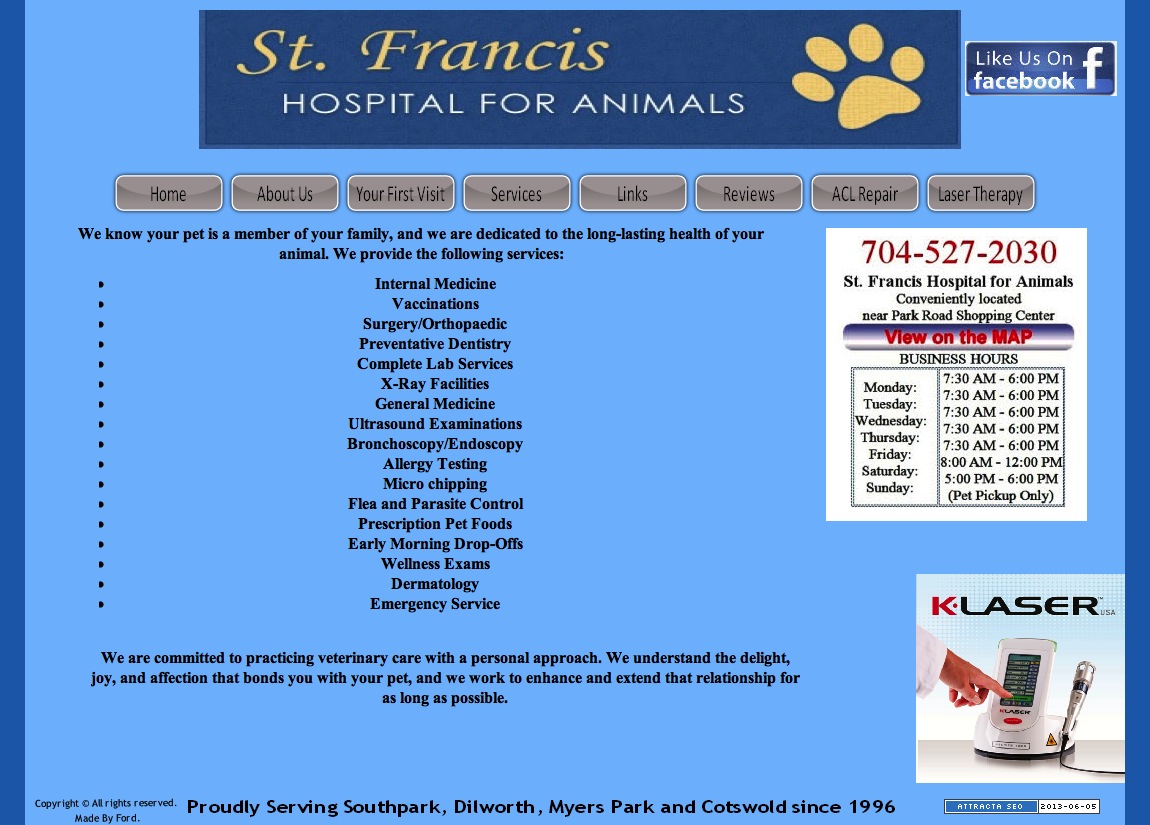 St. Francis
HOSPITAL FOR ANIMALS
Like Us On
facebook
Home
About Us
Your First Visit
Services
Links
Reviews
ACL Repair
Laser Therapy
We know your pet is a member of your family, and we are dedicated to the long-lasting health of your
animal. We provide the following services:
Internal Medicine
Vaccinations
Surgery/Orthopaedic
Preventative Dentistry
Complete Lab Services
X-Ray Facilities
General Medicine
Ultrasound Examinations
Bronchoscopy/Endoscopy
Allergy Testing
Micro chipping
Flea and Parasite Control
Prescription Pet Foods
Early Morning Drop-Offs
Wellness Exams
Dermatology
Emergency Service
We are committed to practicing veterinary care with a personal approach. We understand the delight,
joy, and affection that bonds you with your pet, and we work to enhance and extend that relationship for
as long as possible.
704-527-2030
St. Francis Hospital for Animals
Conveniently located
near Park Road Shopping Center
View on the MAP
BUSINESS HOURS
Monday: 7:30 AM - 6:00 PM
Tuesday: 7:30 AM - 6:00 PM
Wednesday: 7:30 AM - 6:00 PM
Thursday: 7:30 AM - 6:00 PM
Friday: 7:30 AM - 6:00 PM
Saturday: 8:00 AM - 12:00 PM
Sunday: 5:00 PM - 6:00 PM
(Pet Pickup Only)
K·LASER™ USA
K·LASER
Copyright © All rights reserved.
Made By Ford.
Proudly Serving Southpark, Dilworth, Myers Park and Cotswold since 1996
ATTRACTA SEO 2013-06-05